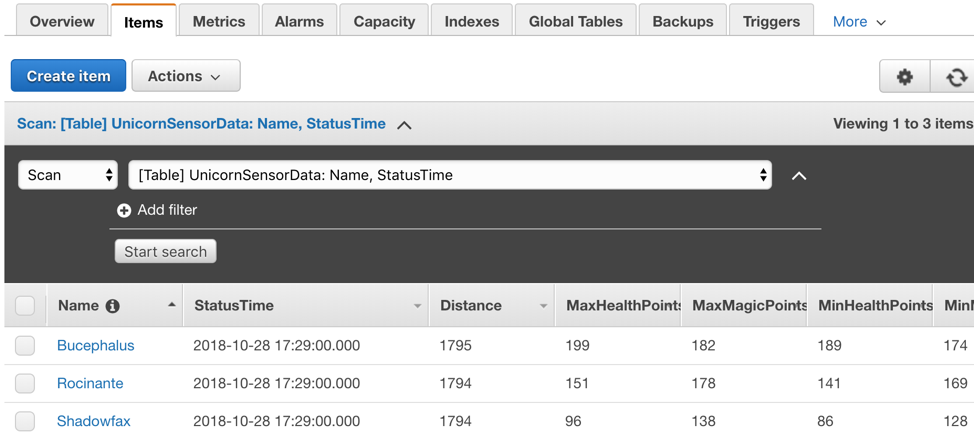 Overview Items Metrics Alarms Capacity Indexes Global Tables Backups Triggers More
Create item Actions
Scan: [Table] UnicornSensorData: Name, StatusTime Viewing 1 to 3 items
Scan [Table] UnicornSensorData: Name, StatusTime
Add filter
Start search
Name StatusTime Distance MaxHealthPoints MaxMagicPoints MinHealthPoints
Bucephalus 2018-10-28 17:29:00.000 1795 199 182 189 174
Rocinante 2018-10-28 17:29:00.000 1794 151 178 141 169
Shadowfax 2018-10-28 17:29:00.000 1794 96 138 86 128